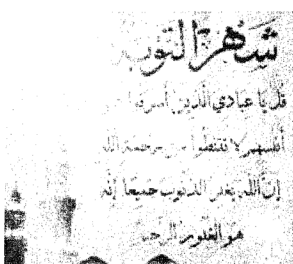 شَهْرُ التوبة
قل يا عبادي الذين أسرفوا على
أنفسهم لا تقنطوا من رحمة الله
إن الله يغفر الذنوب جميعا إنه
هو الغفور الرحيم